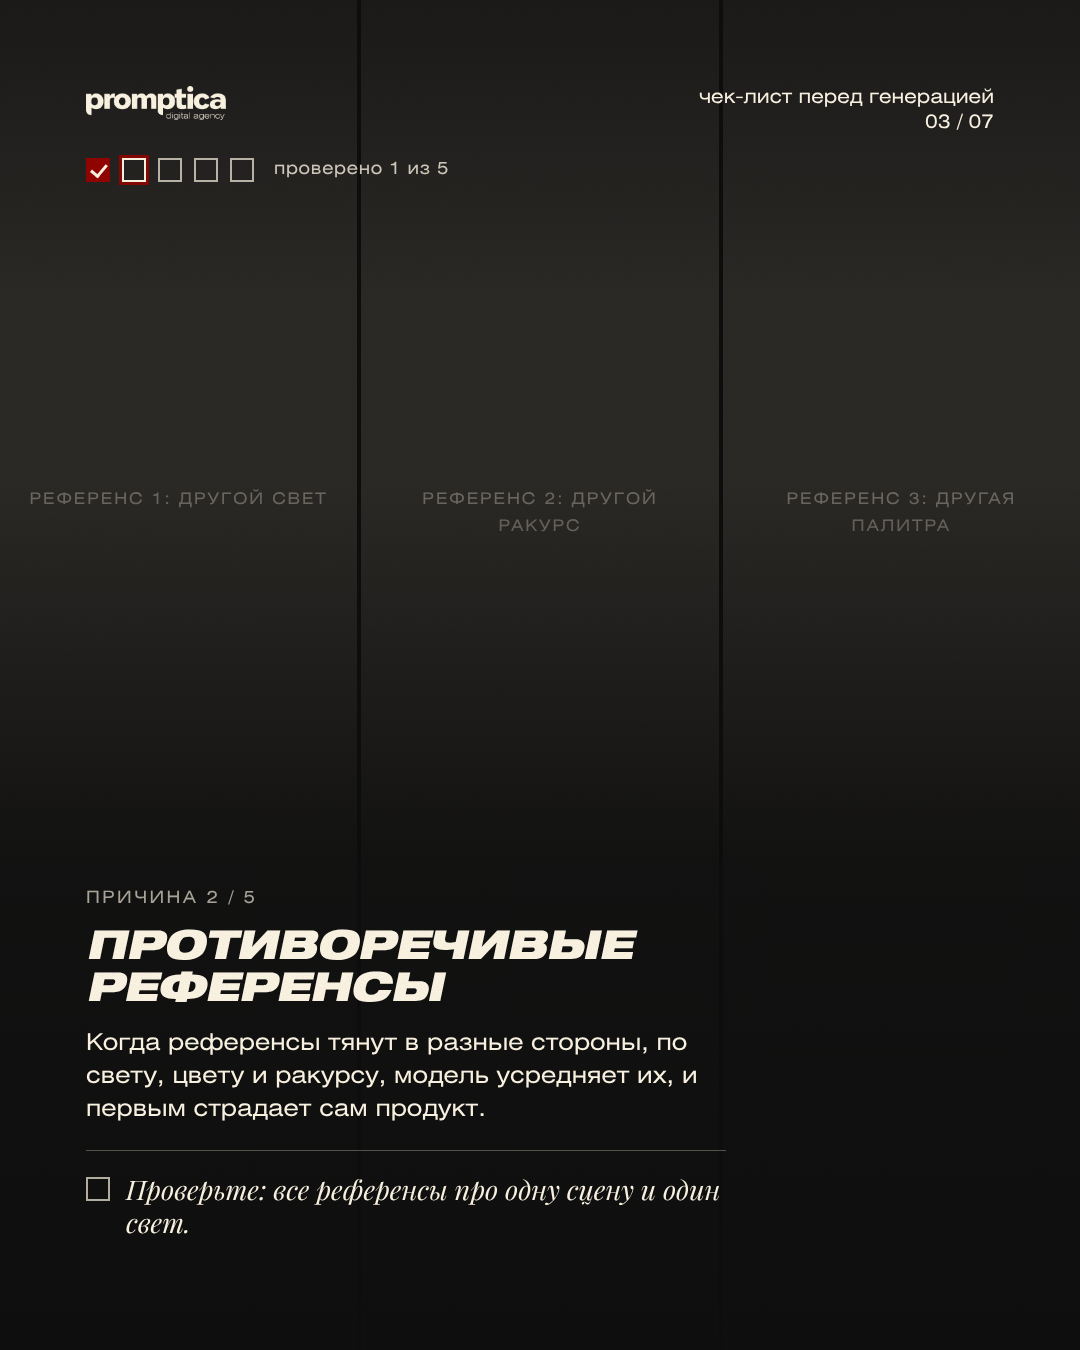 promptica
digital agency
чек-лист перед генерацией
03 / 07
проверено 1 из 5
РЕФЕРЕНС 1: ДРУГОЙ СВЕТ
РЕФЕРЕНС 2: ДРУГОЙ
РАКУРС
РЕФЕРЕНС 3: ДРУГАЯ
ПАЛИТРА
ПРИЧИНА 2 / 5
ПРОТИВОРЕЧИВЫЕ
РЕФЕРЕНСЫ
Когда референсы тянут в разные стороны, по
свету, цвету и ракурсу, модель усредняет их, и
первым страдает сам продукт.
Проверьте: все референсы про одну сцену и один
свет.